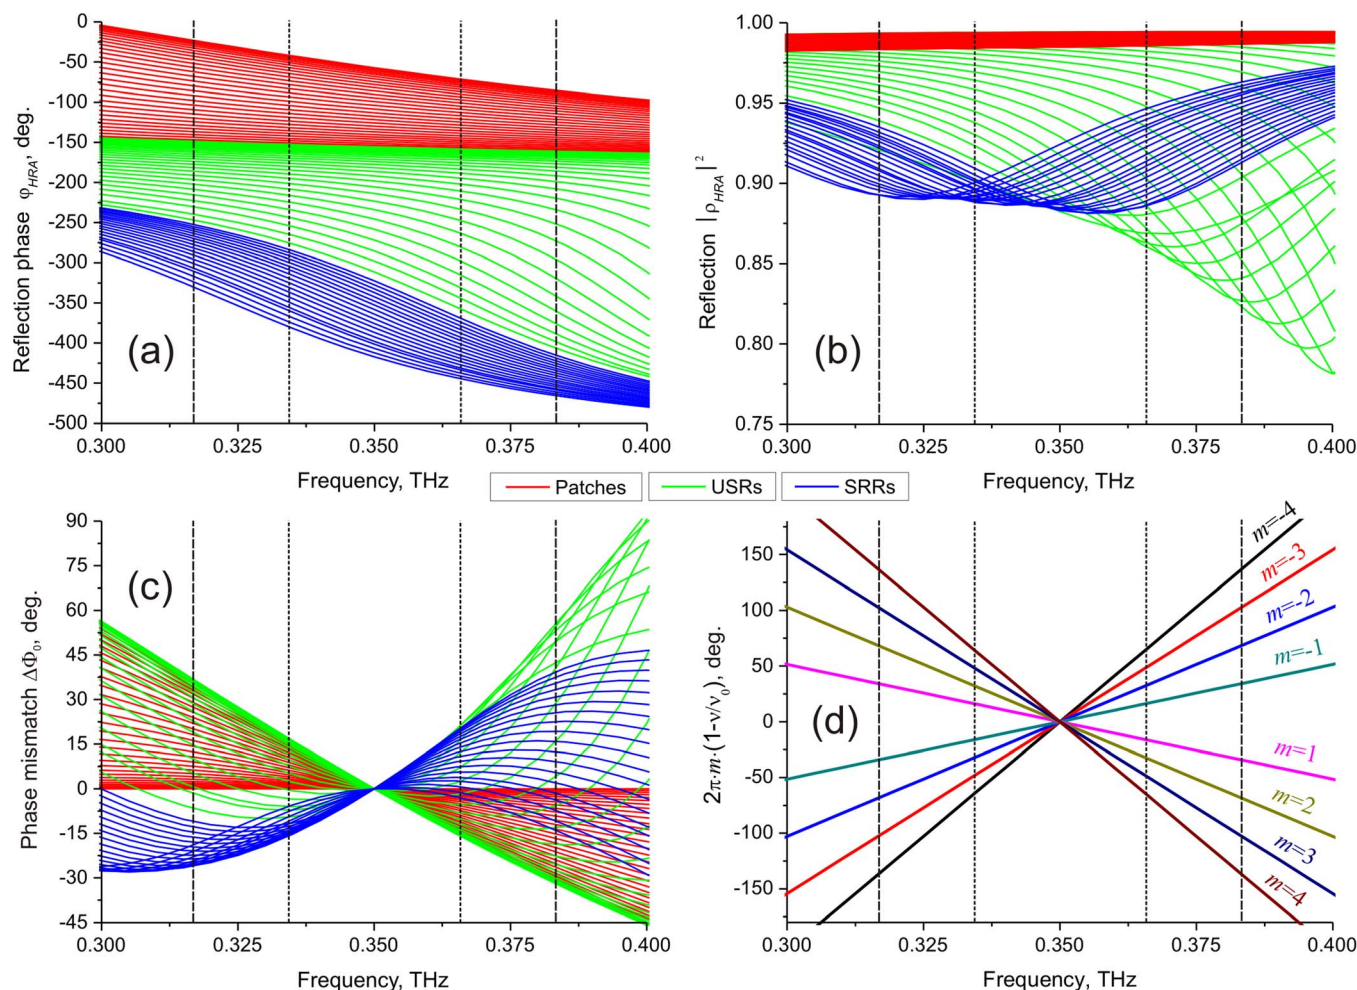 0
-50
-100
-150
-200
-250
-300
-350
-400
-450
-500
Reflection phase φHRA, deg.
(a)
0.300 0.325 0.350 0.375 0.400
Frequency, THz
1.00
0.95
0.90
0.85
0.80
0.75
Reflection |ρHRA|²
(b)
0.300 0.325 0.350 0.375 0.400
Frequency, THz
Patches USRs SRRs
90
75
60
45
30
15
0
-15
-30
-45
Phase mismatch ΔΦ₀, deg.
(c)
0.300 0.325 0.350 0.375 0.400
Frequency, THz
150
100
50
0
-50
-100
-150
2π·m·(1-ν/ν₀), deg.
(d)
m=-4
m=-3
m=-2
m=-1
m=1
m=2
m=3
m=4
0.300 0.325 0.350 0.375 0.400
Frequency, THz